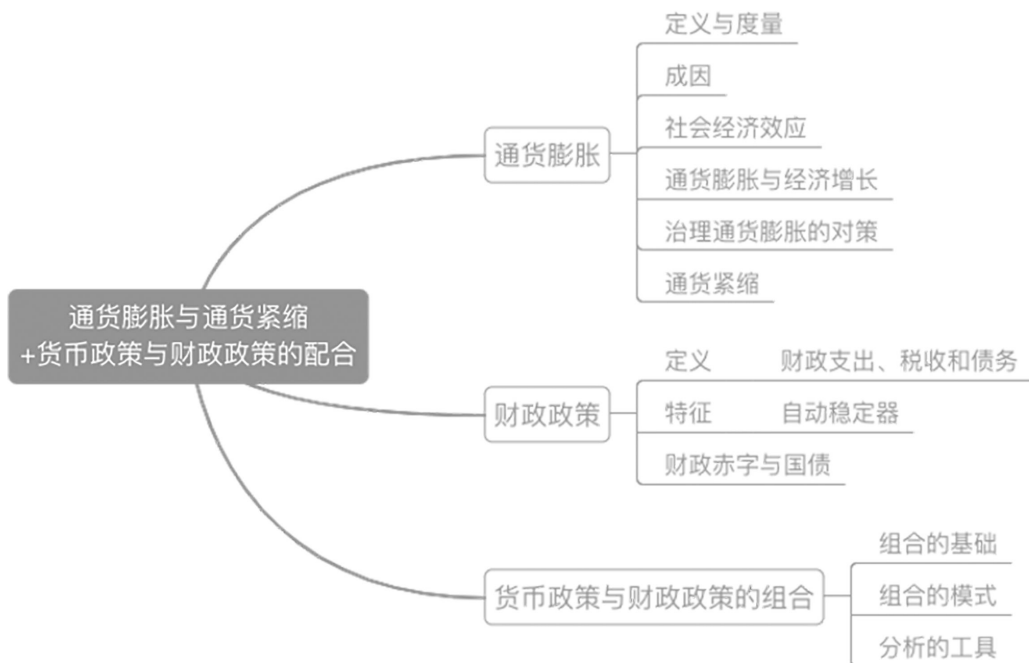 通货膨胀与通货紧缩
+货币政策与财政政策的配合
通货膨胀
定义与度量
成因
社会经济效应
通货膨胀与经济增长
治理通货膨胀的对策
通货紧缩
财政政策
定义 财政支出、税收和债务
特征 自动稳定器
财政赤字与国债
货币政策与财政政策的组合
组合的基础
组合的模式
分析的工具